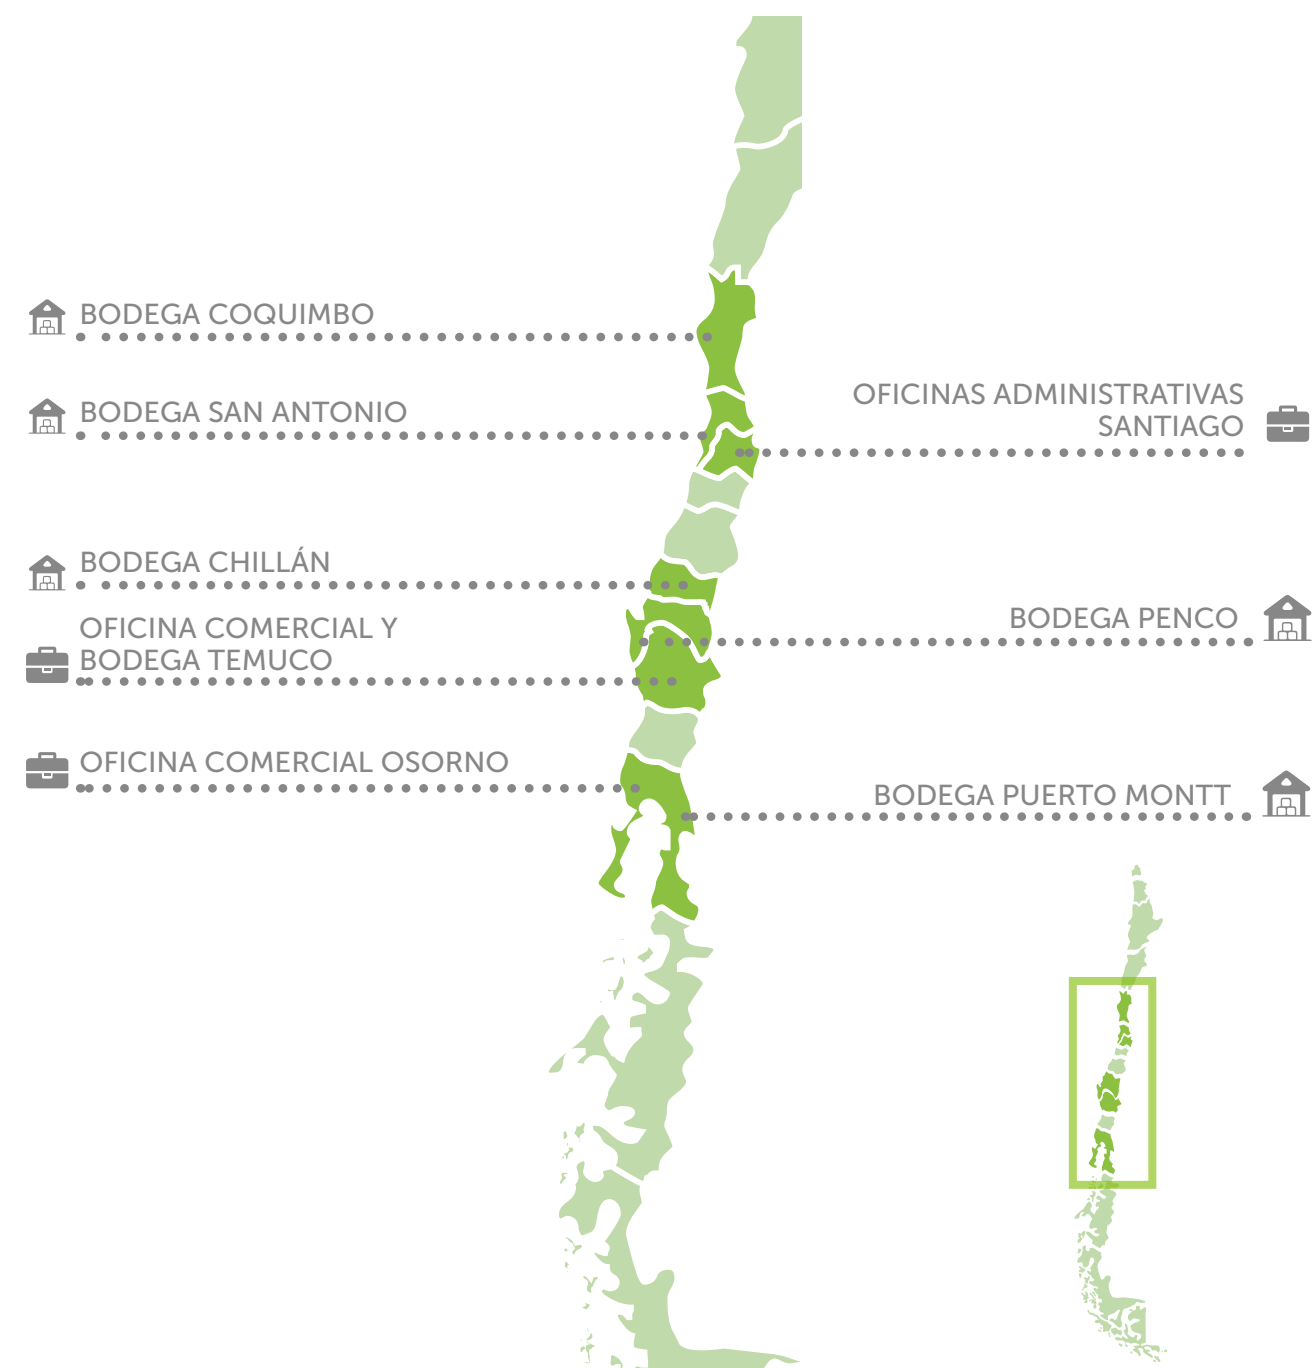 BODEGA COQUIMBO
BODEGA SAN ANTONIO
OFICINAS ADMINISTRATIVAS
SANTIAGO
BODEGA CHILLÁN
OFICINA COMERCIAL Y
BODEGA TEMUCO
BODEGA PENCO
OFICINA COMERCIAL OSORNO
BODEGA PUERTO MONTT